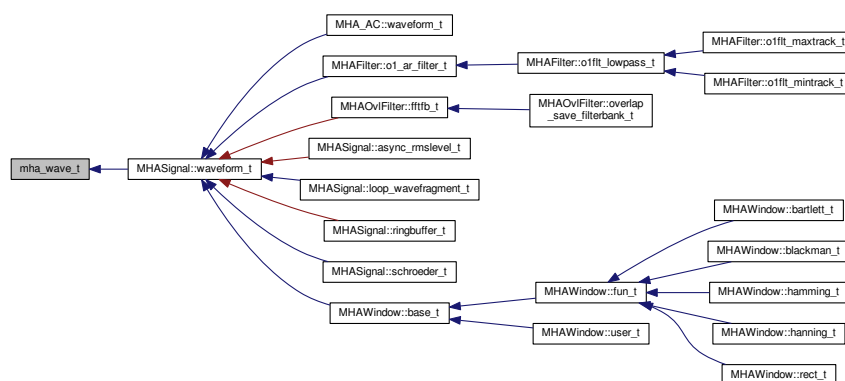 mha_wave_t
MHASignal::waveform_t
MHA_AC::waveform_t
MHAFilter::o1_ar_filter_t
MHAOvlFilter::fftfb_t
MHASignal::async_rmslevel_t
MHASignal::loop_wavefragment_t
MHASignal::ringbuffer_t
MHASignal::schroeder_t
MHAWindow::base_t
MHAFilter::o1flt_lowpass_t
MHAOvlFilter::overlap
_save_filterbank_t
MHAWindow::fun_t
MHAWindow::user_t
MHAFilter::o1flt_maxtrack_t
MHAFilter::o1flt_mintrack_t
MHAWindow::bartlett_t
MHAWindow::blackman_t
MHAWindow::hamming_t
MHAWindow::hanning_t
MHAWindow::rect_t